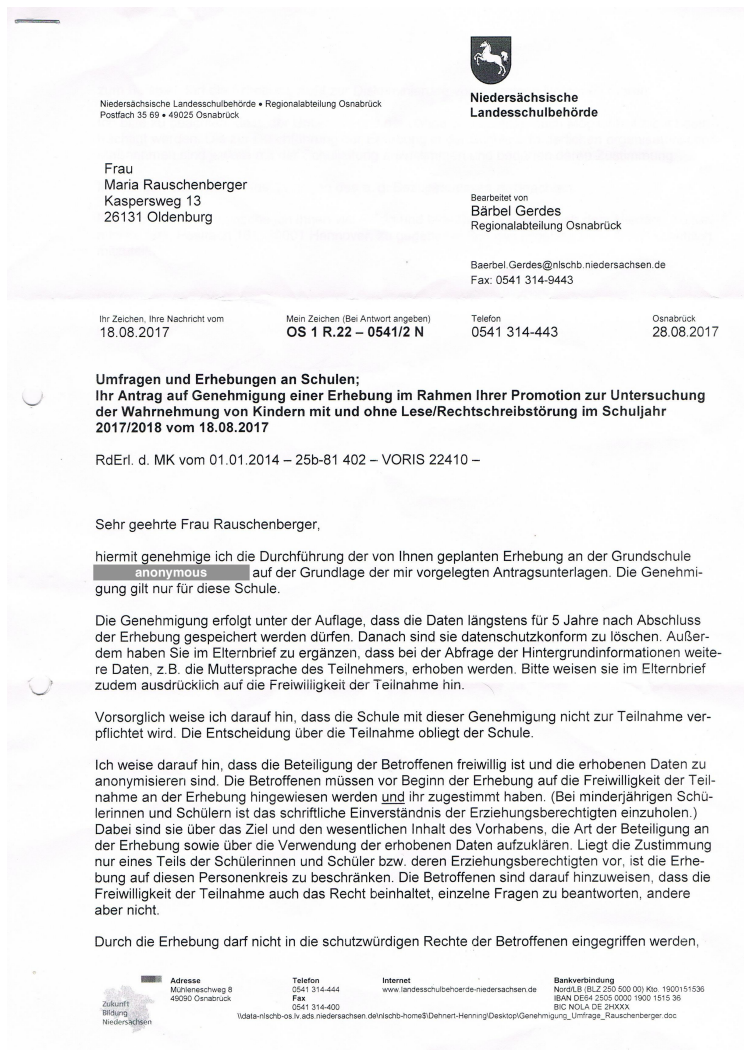 Niedersächsische
Landesschulbehörde
Niedersächsische Landesschulbehörde • Regionalabteilung Osnabrück
Postfach 35 69 • 49025 Osnabrück
Frau
Maria Rauschenberger
Kaspersweg 13
26131 Oldenburg
Bearbeitet von
Bärbel Gerdes
Regionalabteilung Osnabrück
Baerbel.Gerdes@nlschb.niedersachsen.de
Fax: 0541 314-9443
Ihr Zeichen, Ihre Nachricht vom
18.08.2017
Mein Zeichen (Bei Antwort angeben)
OS 1 R.22 – 0541/2 N
Telefon
0541 314-443
Osnabrück
28.08.2017
Umfragen und Erhebungen an Schulen;
Ihr Antrag auf Genehmigung einer Erhebung im Rahmen Ihrer Promotion zur Untersuchung
der Wahrnehmung von Kindern mit und ohne Lese/Rechtschreibstörung im Schuljahr
2017/2018 vom 18.08.2017
RdErl. d. MK vom 01.01.2014 – 25b-81 402 – VORIS 22410 –
Sehr geehrte Frau Rauschenberger,
hiermit genehmige ich die Durchführung der von Ihnen geplanten Erhebung an der Grundschule
anonymous auf der Grundlage der mir vorgelegten Antragsunterlagen. Die Genehmi-
gung gilt nur für diese Schule.
Die Genehmigung erfolgt unter der Auflage, dass die Daten längstens für 5 Jahre nach Abschluss
der Erhebung gespeichert werden dürfen. Danach sind sie datenschutzkonform zu löschen. Außer-
dem haben Sie im Elternbrief zu ergänzen, dass bei der Abfrage der Hintergrundinformationen weite-
re Daten, z.B. die Muttersprache des Teilnehmers, erhoben werden. Bitte weisen sie im Elternbrief
zudem ausdrücklich auf die Freiwilligkeit der Teilnahme hin.
Vorsorglich weise ich darauf hin, dass die Schule mit dieser Genehmigung nicht zur Teilnahme ver-
pflichtet wird. Die Entscheidung über die Teilnahme obliegt der Schule.
Ich weise darauf hin, dass die Beteiligung der Betroffenen freiwillig ist und die erhobenen Daten zu
anonymisieren sind. Die Betroffenen müssen vor Beginn der Erhebung auf die Freiwilligkeit der Teil-
nahme an der Erhebung hingewiesen werden und ihr zugestimmt haben. (Bei minderjährigen Schü-
lerinnen und Schülern ist das schriftliche Einverständnis der Erziehungsberechtigten einzuholen.)
Dabei sind sie über das Ziel und den wesentlichen Inhalt des Vorhabens, die Art der Beteiligung an
der Erhebung sowie über die Verwendung der erhobenen Daten aufzuklären. Liegt die Zustimmung
nur eines Teils der Schülerinnen und Schüler bzw. deren Erziehungsberechtigten vor, ist die Erhe-
bung auf diesen Personenkreis zu beschränken. Die Betroffenen sind darauf hinzuweisen, dass die
Freiwilligkeit der Teilnahme auch das Recht beinhaltet, einzelne Fragen zu beantworten, andere
aber nicht.
Durch die Erhebung darf nicht in die schutzwürdigen Rechte der Betroffenen eingegriffen werden,
Zukunft
Bildung
Niedersachsen
Adresse
Mühleneschweg 8
49090 Osnabrück
Telefon
0541 314-444
Fax
0541 314-400
Internet
www.landesschulbehoerde-niedersachsen.de
Bankverbindung
Nord/LB (BLZ 250 500 00) Kto. 1900151536
IBAN DE64 2505 0000 1900 1515 36
BIC NOLA DE 2HXXX
\\data-nlschb-os.lv.ads.niedersachsen.de\nlschb-home$\Dehnert-Henning\Desktop\Genehmigung_Umfrage_Rauschenberger.doc